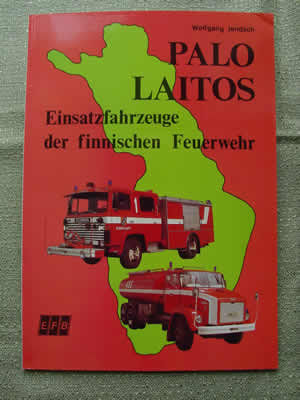 Wolfgang Jendsch
PALO
LAITOS
Einsatzfahrzeuge
der finnischen Feuerwehr
EFB